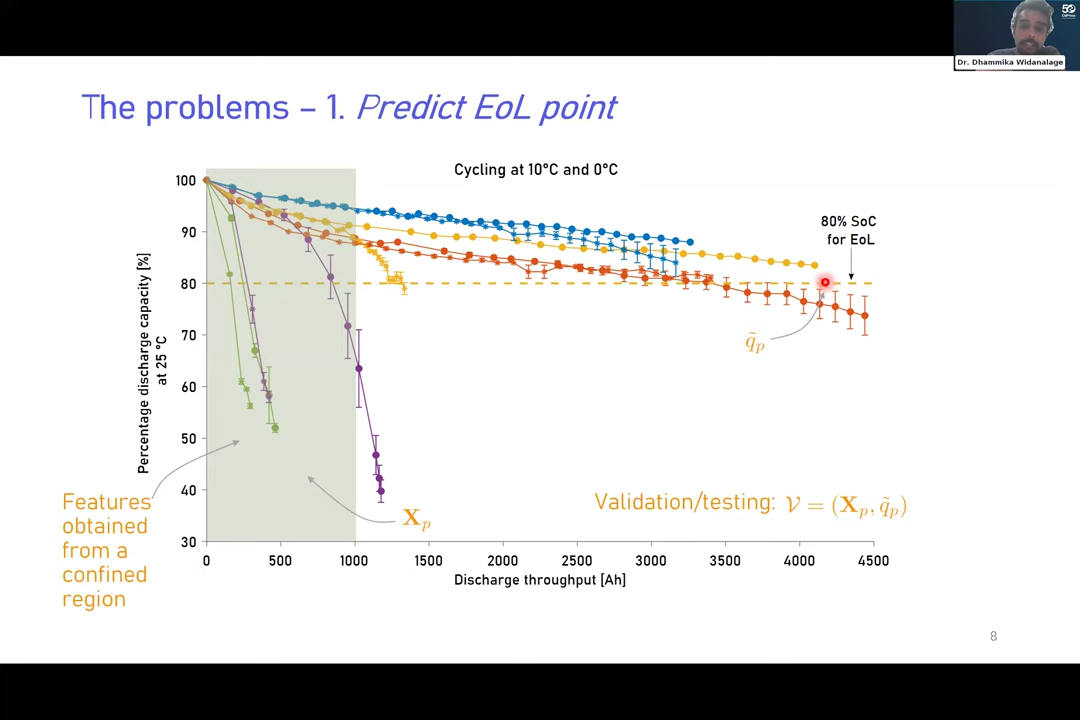 50
Dr. Dhammika Widanalage
The problems – 1. Predict EoL point
Cycling at 10°C and 0°C
100
90
80
70
60
50
40
30
Percentage discharge capacity [%]
at 25 °C
80% SoC
for EoL
q̃ₚ
Features
obtained
from a
confined
region
Xₚ
Validation/testing: 𝒱 = (Xₚ, q̃ₚ)
0
500
1000
1500
2000
2500
3000
3500
4000
4500
Discharge throughput [Ah]
8